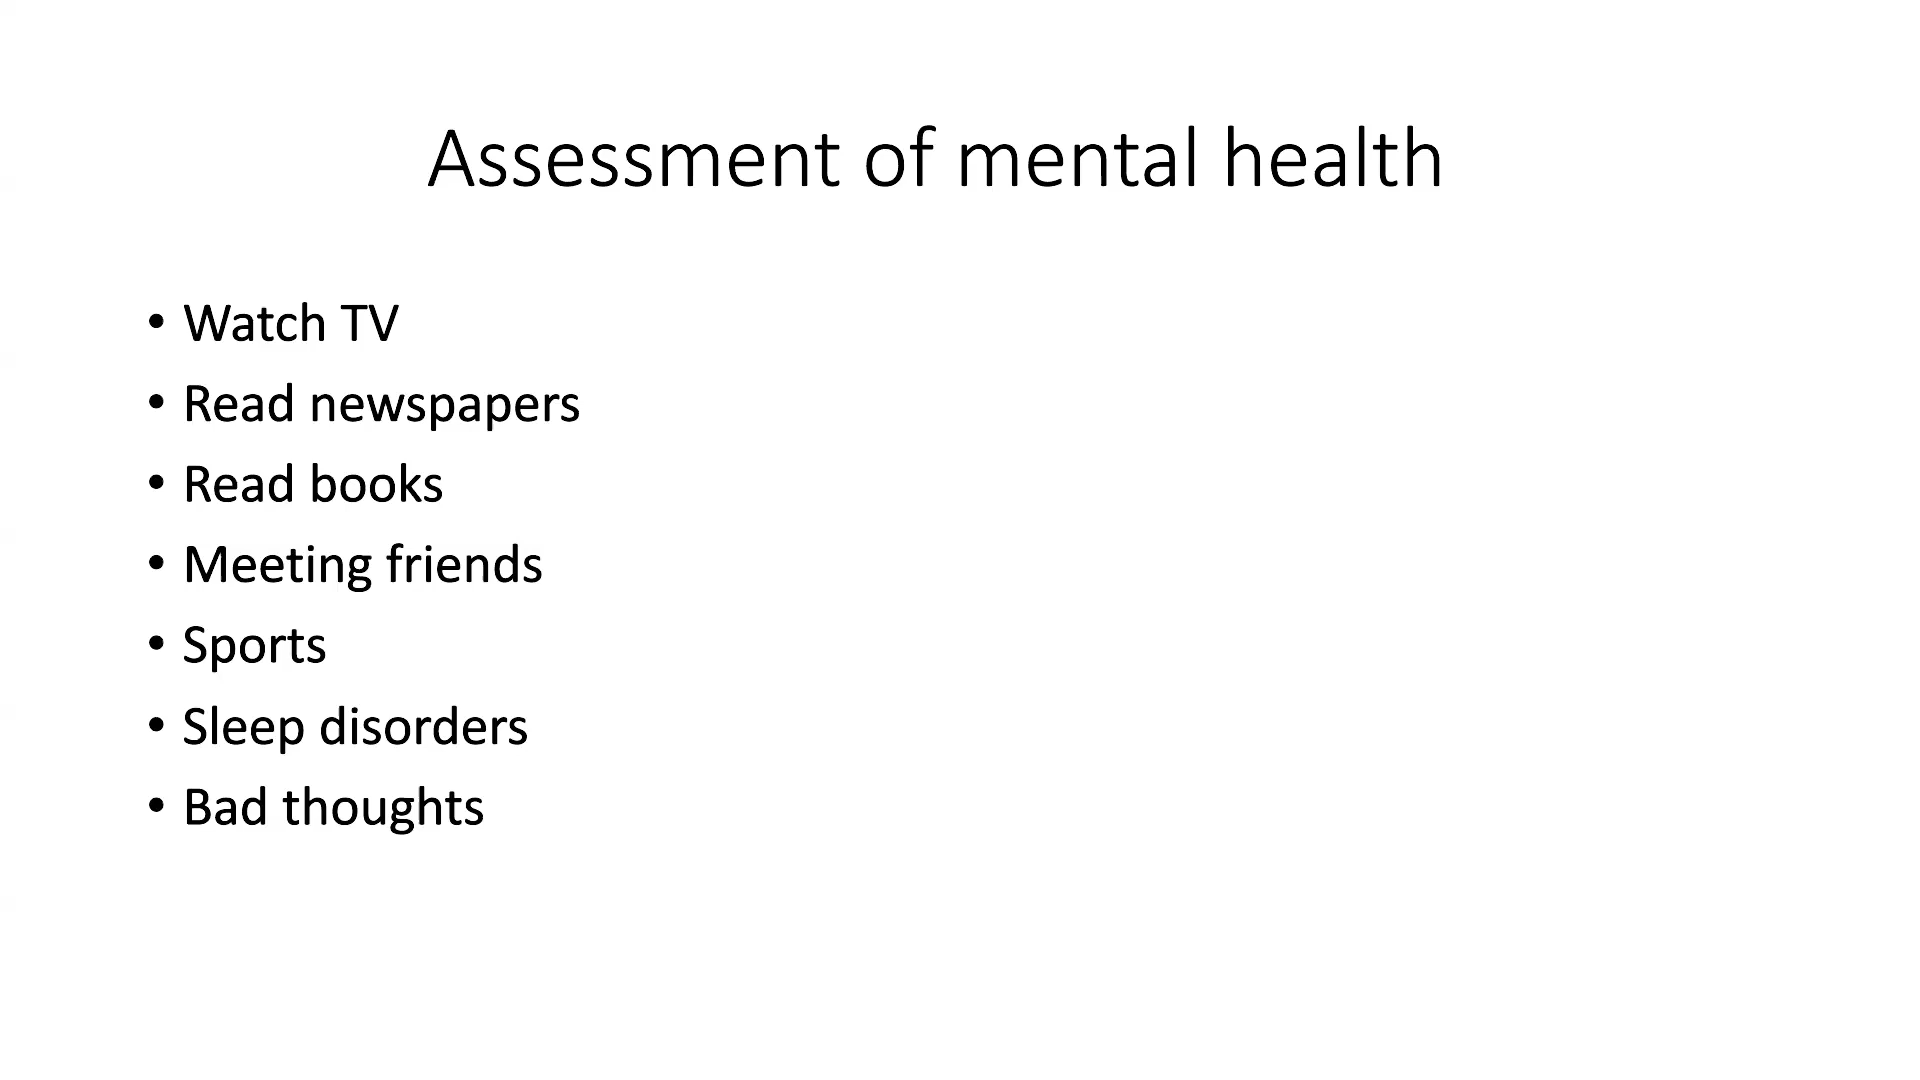 Assessment of mental health
• Watch TV
• Read newspapers
• Read books
• Meeting friends
• Sports
• Sleep disorders
• Bad thoughts